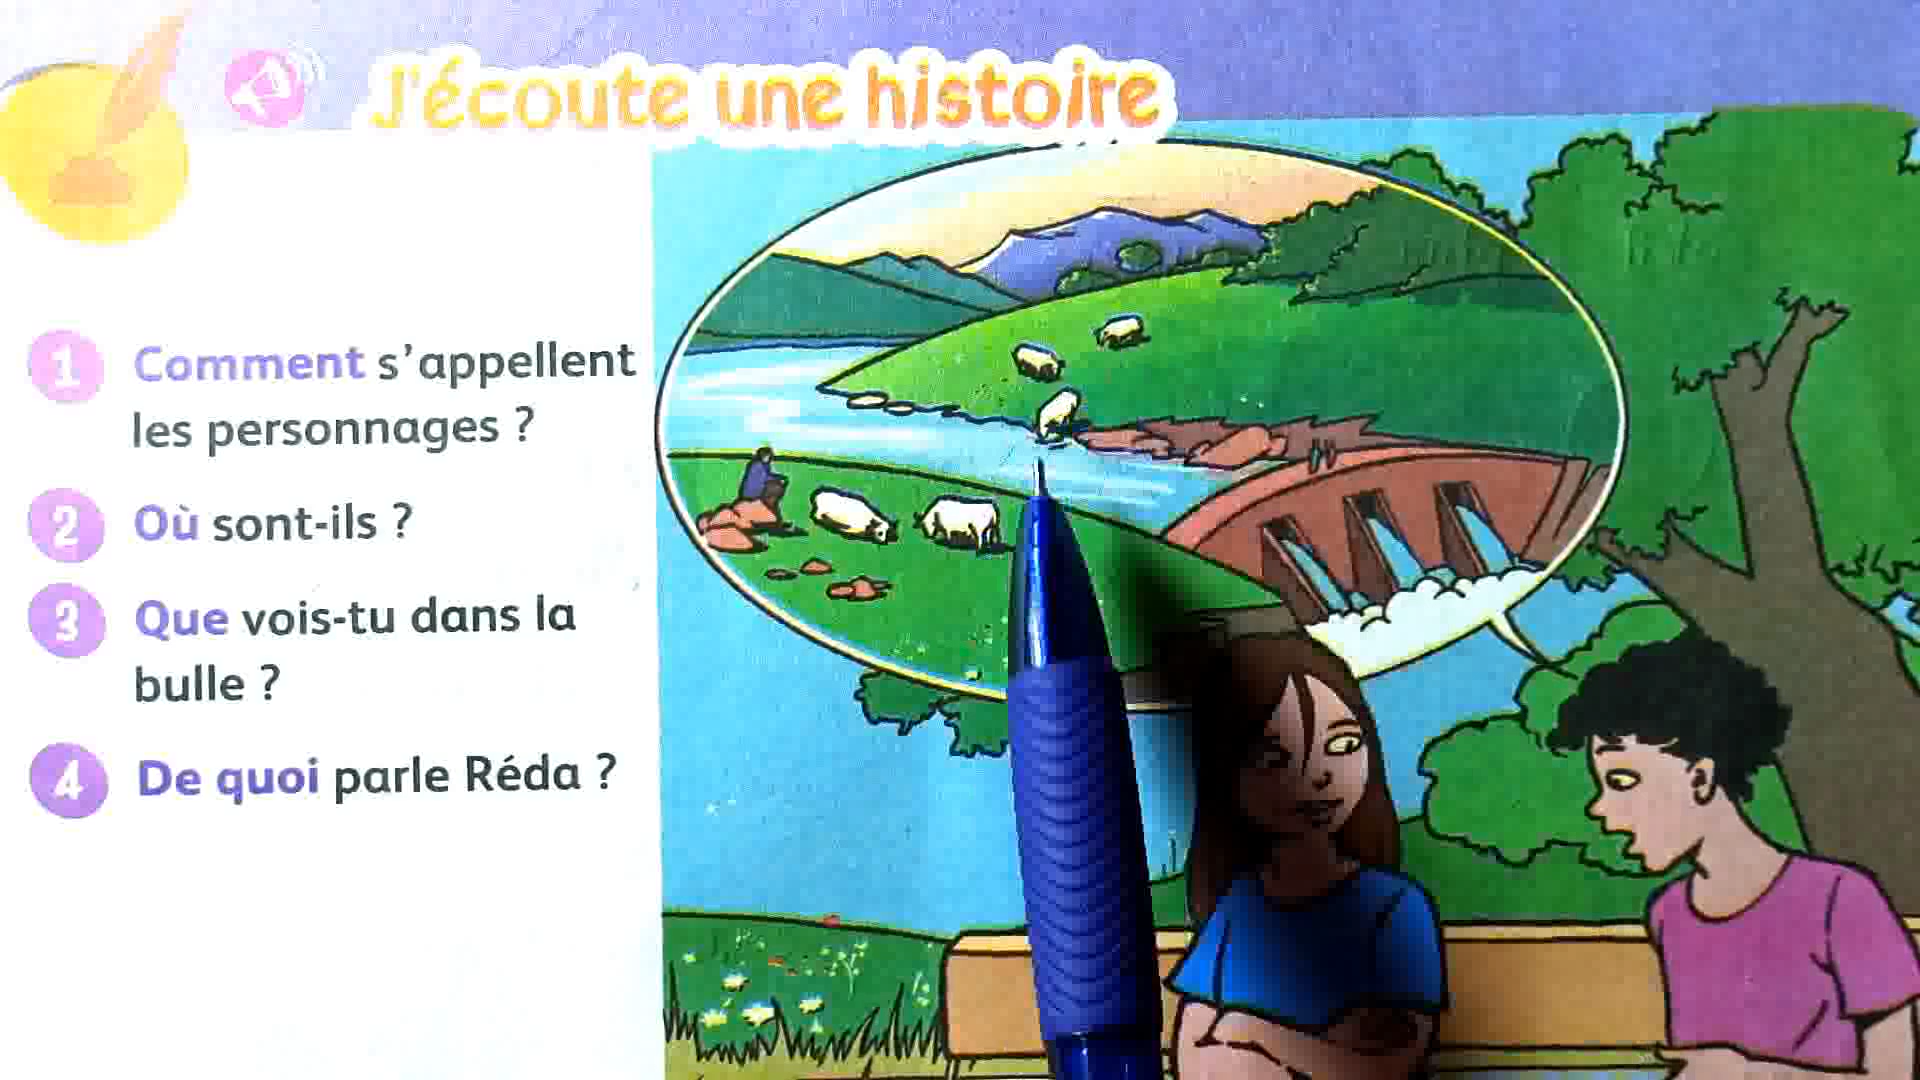 J'écoute une histoire
1 Comment s'appellent
les personnages ?
2 Où sont-ils ?
3 Que vois-tu dans la
bulle ?
4 De quoi parle Réda ?